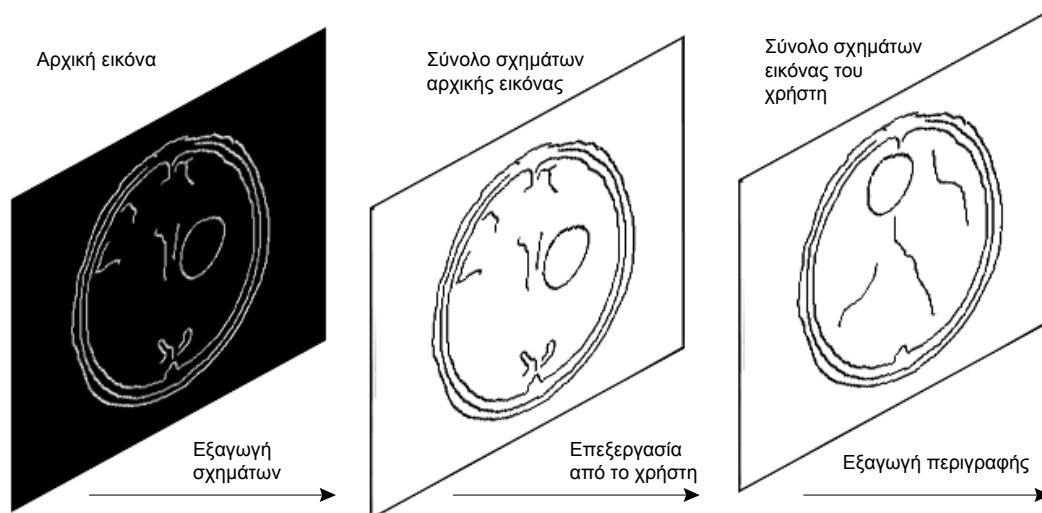 Αρχική εικόνα
Σύνολο σχημάτων
αρχικής εικόνας
Σύνολο σχημάτων
εικόνας του
χρήστη
Εξαγωγή
σχημάτων
Επεξεργασία
από το χρήστη
Εξαγωγή περιγραφής